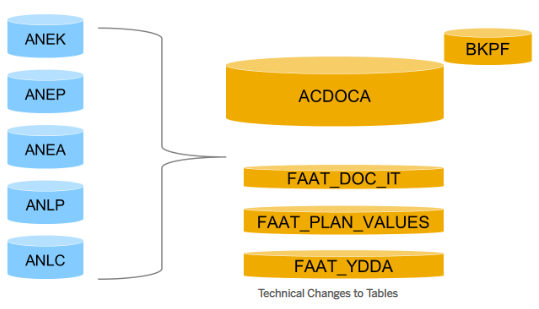 ANEK
ANEP
ANEA
ANLP
ANLC
BKPF
ACDOCA
FAAT_DOC_IT
FAAT_PLAN_VALUES
FAAT_YDDA
Technical Changes to Tables